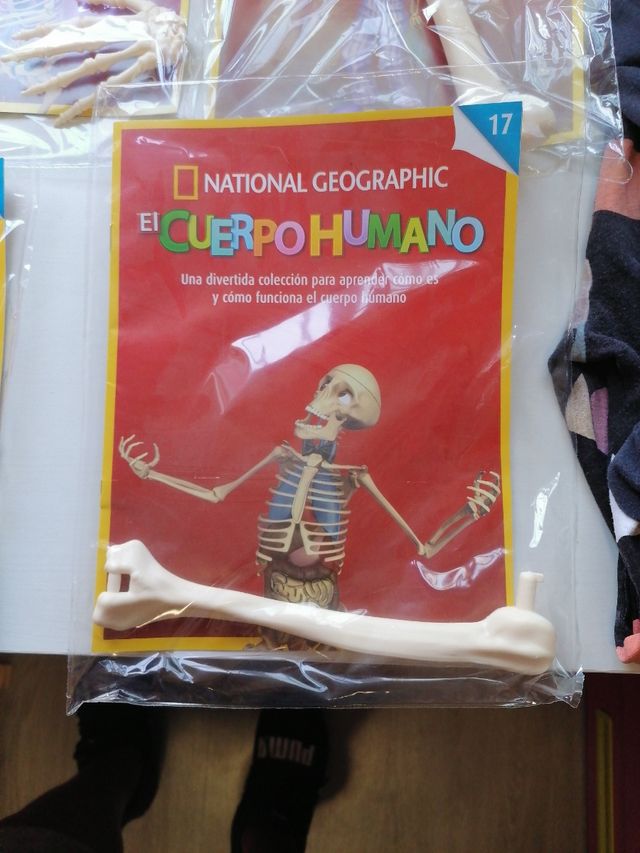 17
NATIONAL GEOGRAPHIC
El CUERPO HUMANO
Una divertida colección para aprender cómo es
y cómo funciona el cuerpo humano
PUMA